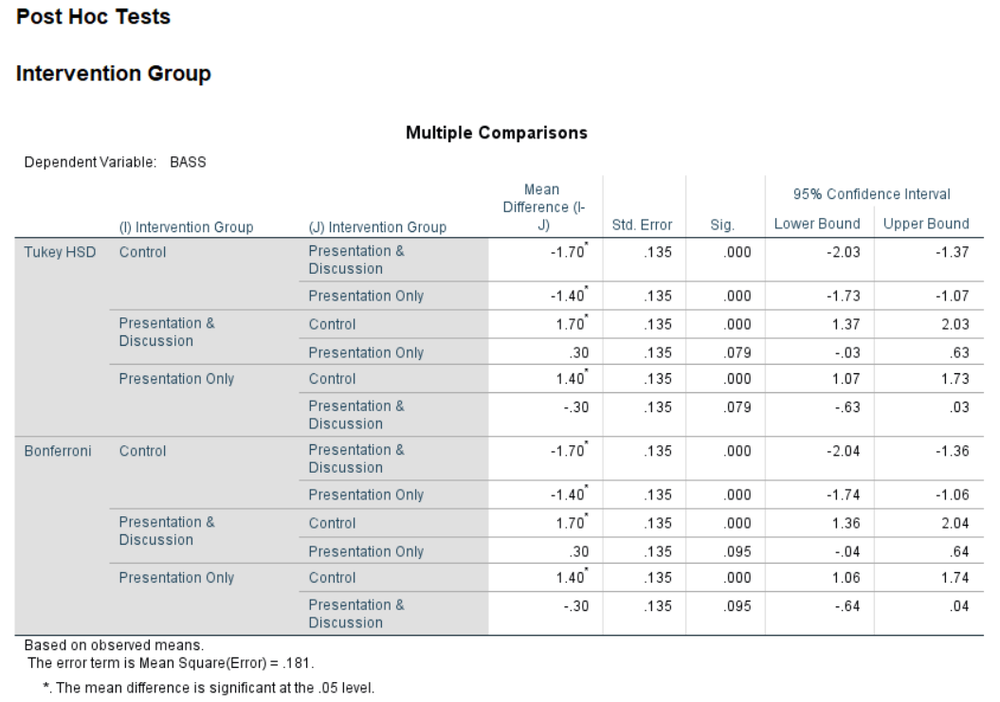 Post Hoc Tests
Intervention Group
Multiple Comparisons
Dependent Variable: BASS
(I) Intervention Group (J) Intervention Group Mean Difference (I-J) Std. Error Sig. 95% Confidence Interval Lower Bound Upper Bound
Tukey HSD Control Presentation & Discussion -1.70* .135 .000 -2.03 -1.37
Presentation Only -1.40* .135 .000 -1.73 -1.07
Presentation & Discussion Control 1.70* .135 .000 1.37 2.03
Presentation Only .30 .135 .079 -.03 .63
Presentation Only Control 1.40* .135 .000 1.07 1.73
Presentation & Discussion -.30 .135 .079 -.63 .03
Bonferroni Control Presentation & Discussion -1.70* .135 .000 -2.04 -1.36
Presentation Only -1.40* .135 .000 -1.74 -1.06
Presentation & Discussion Control 1.70* .135 .000 1.36 2.04
Presentation Only .30 .135 .095 -.04 .64
Presentation Only Control 1.40* .135 .000 1.06 1.74
Presentation & Discussion -.30 .135 .095 -.64 .04
Based on observed means.
The error term is Mean Square(Error) = .181.
*. The mean difference is significant at the .05 level.